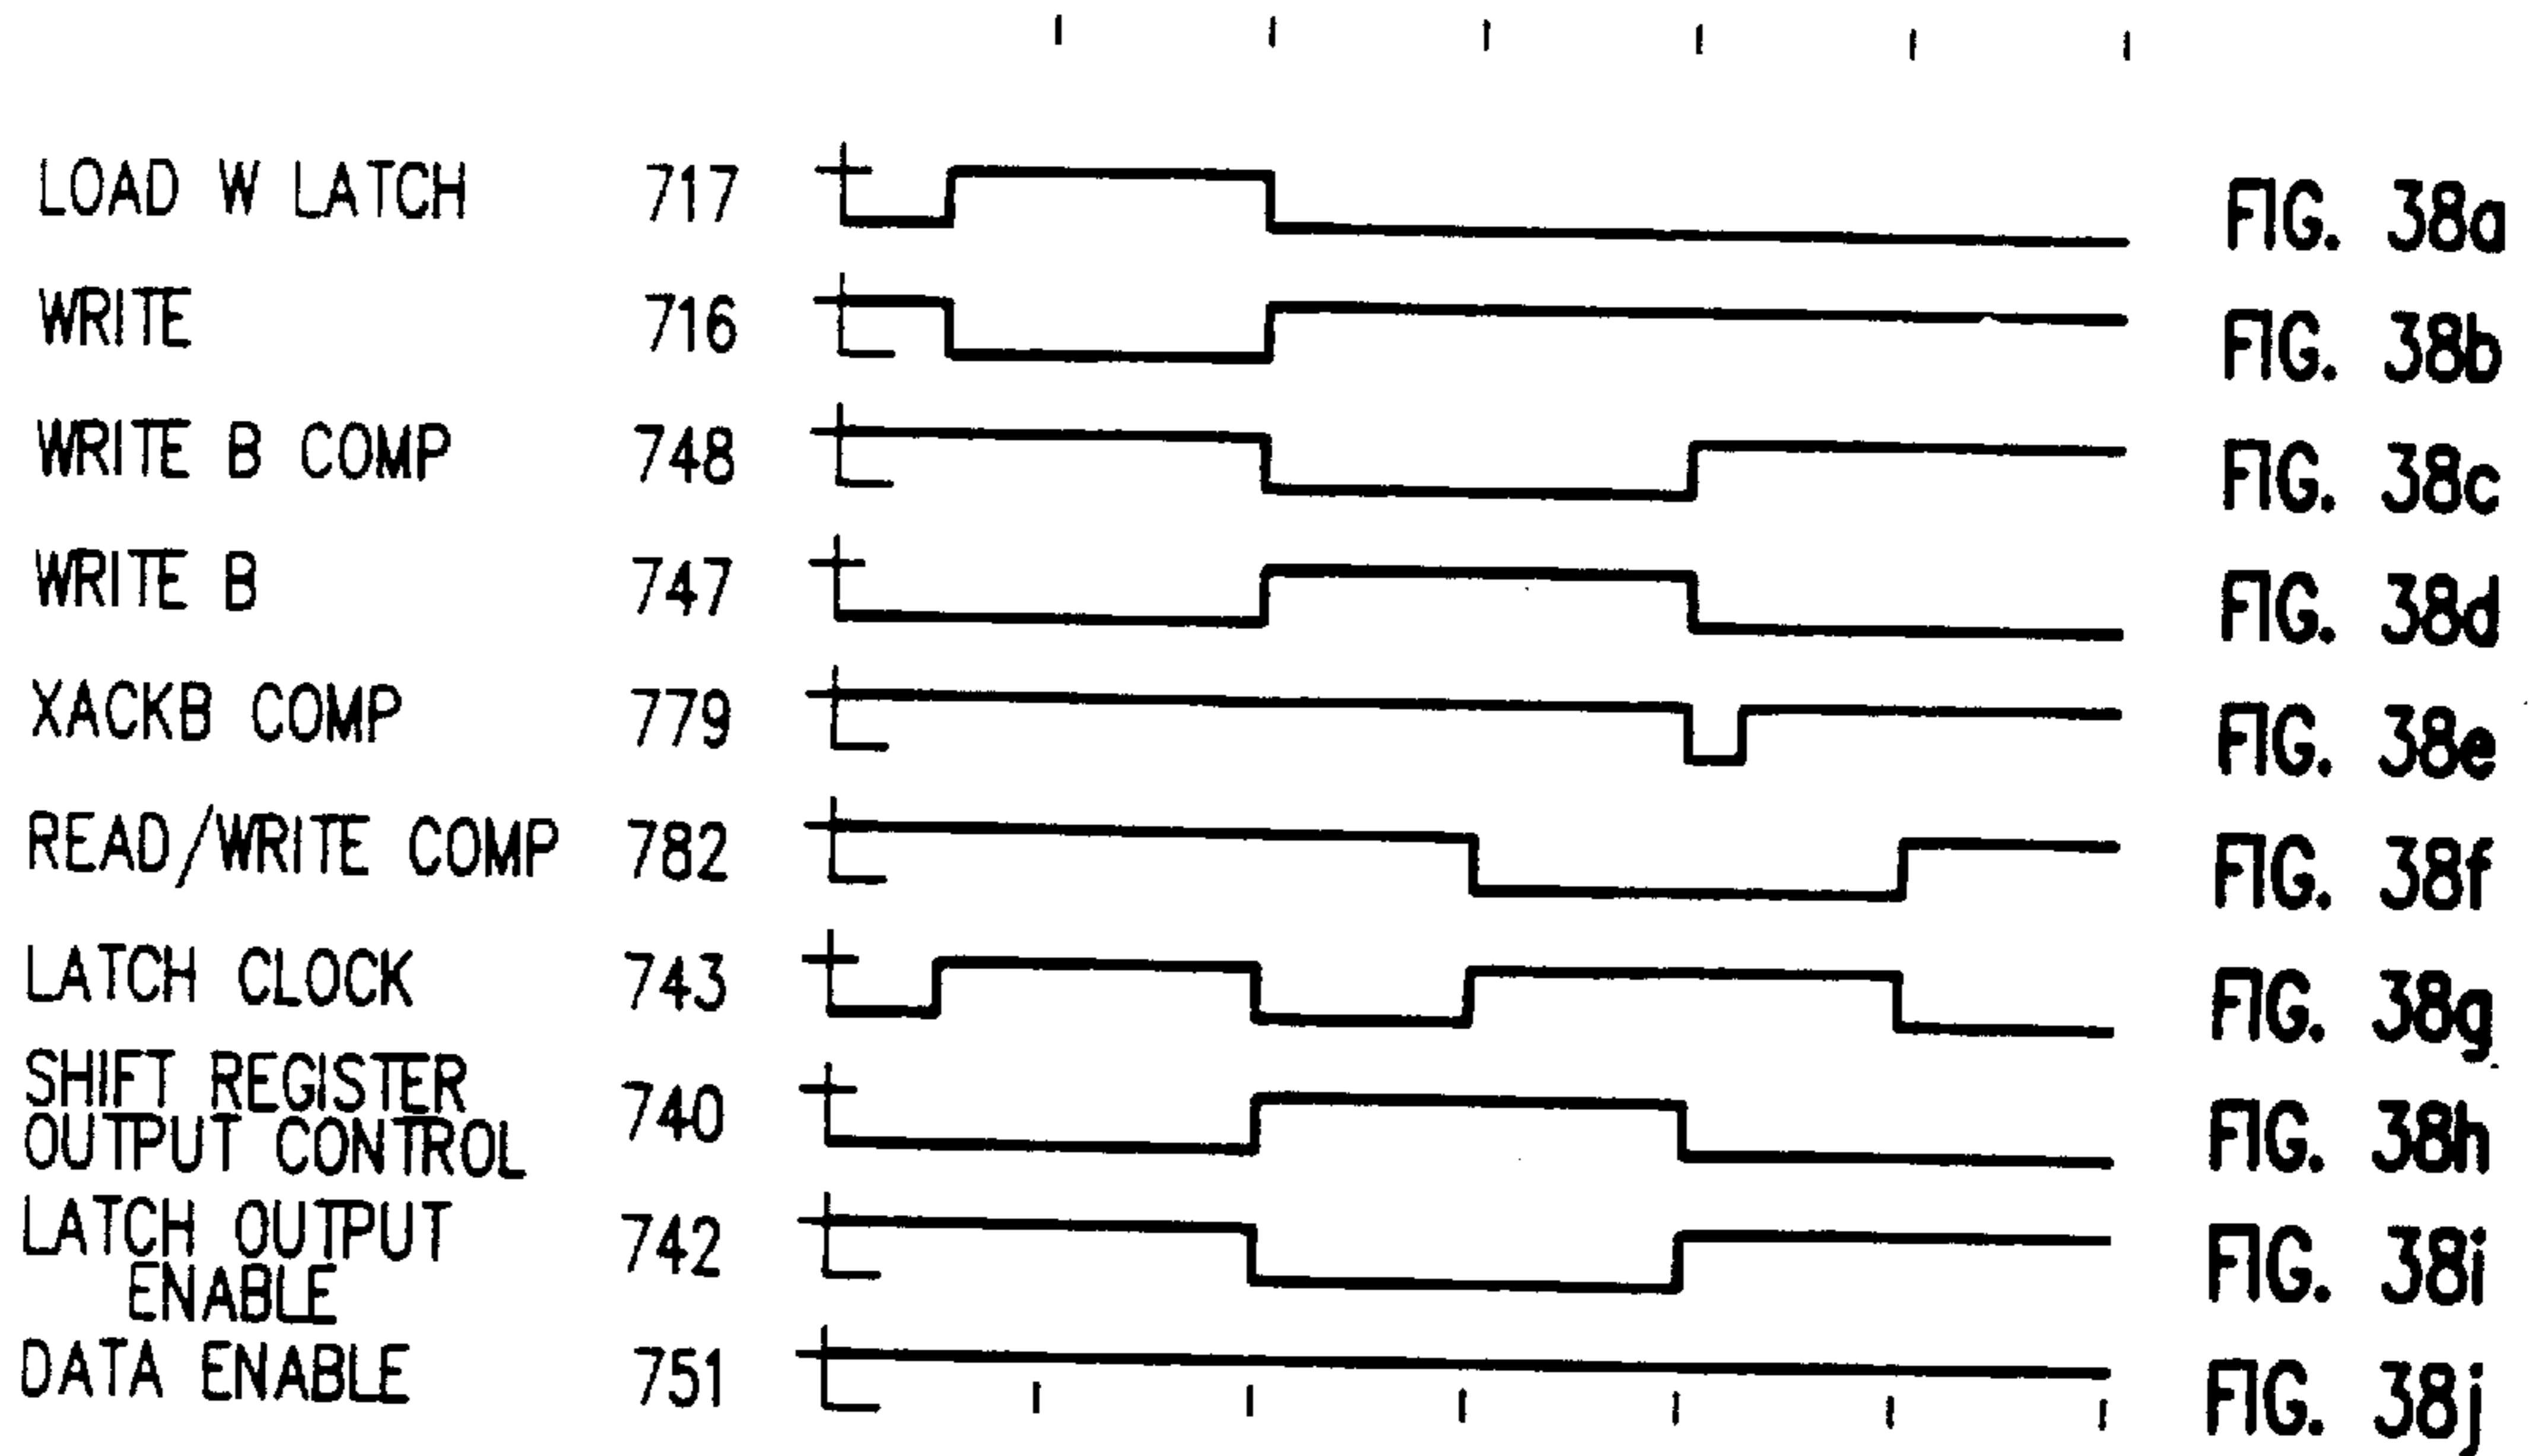 LOAD W LATCH 717 FIG. 38a
WRITE 716 FIG. 38b
WRITE B COMP 748 FIG. 38c
WRITE B 747 FIG. 38d
XACKB COMP 779 FIG. 38e
READ/WRITE COMP 782 FIG. 38f
LATCH CLOCK 743 FIG. 38g
SHIFT REGISTER
OUTPUT CONTROL 740 FIG. 38h
LATCH OUTPUT
ENABLE 742 FIG. 38i
DATA ENABLE 751 FIG. 38j